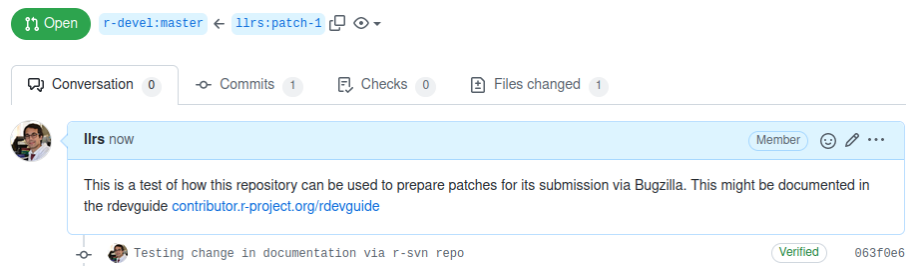 Open r-devel:master ← llrs:patch-1
Conversation 0 Commits 1 Checks 0 Files changed 1
llrs now Member
This is a test of how this repository can be used to prepare patches for its submission via Bugzilla. This might be documented in
the rdevguide contributor.r-project.org/rdevguide
Testing change in documentation via r-svn repo Verified 063f0e6